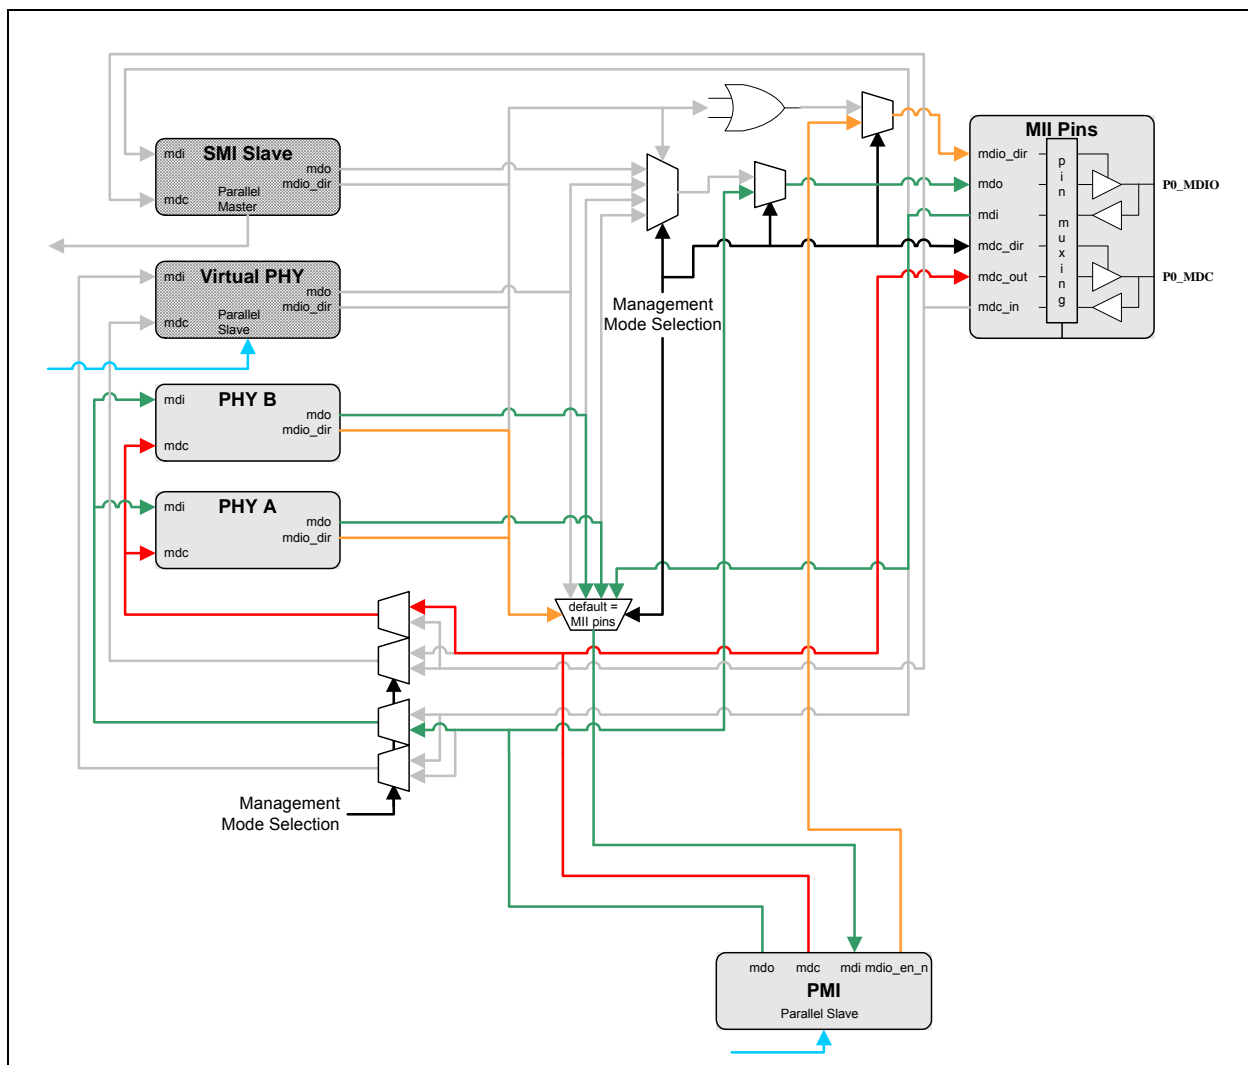 SMI Slave
mdi
mdo
mdio_dir
mdc
Parallel
Master
Virtual PHY
mdi
mdo
mdio_dir
mdc
Parallel
Slave
PHY B
mdi
mdo
mdio_dir
mdc
PHY A
mdi
mdo
mdio_dir
mdc
Management
Mode Selection
MII Pins
mdio_dir
mdo
mdi
mdc_dir
mdc_out
mdc_in
pin muxing
P0_MDIO
P0_MDC
default =
MII pins
Management
Mode Selection
mdo mdc mdi mdio_en_n
PMI
Parallel Slave